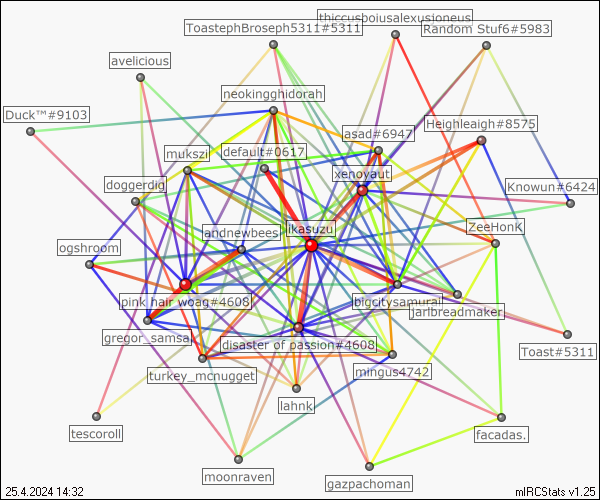 ToastephBroseph5311#5311
thiccusboiusalexusioneus
Random Stuf6#5983
avelicious
neokingghidorah
Duck™#9103
asad#6947
Heighleaigh#8575
mukszi
default#0617
xenoyaut
doggerdig
Knowun#6424
andnewbees
likasuzu
ZeeHonK
ogshroom
pink hair woag#4608
bigcitysamurai
jarlbreadmaker
gregor_samsa
disaster of passion#4608
Toast#5311
turkey_mcnugget
mingus4742
lahnk
tescoroll
facadas.
moonraven
gazpachoman
25.4.2024 14:32
mIRCStats v1.25